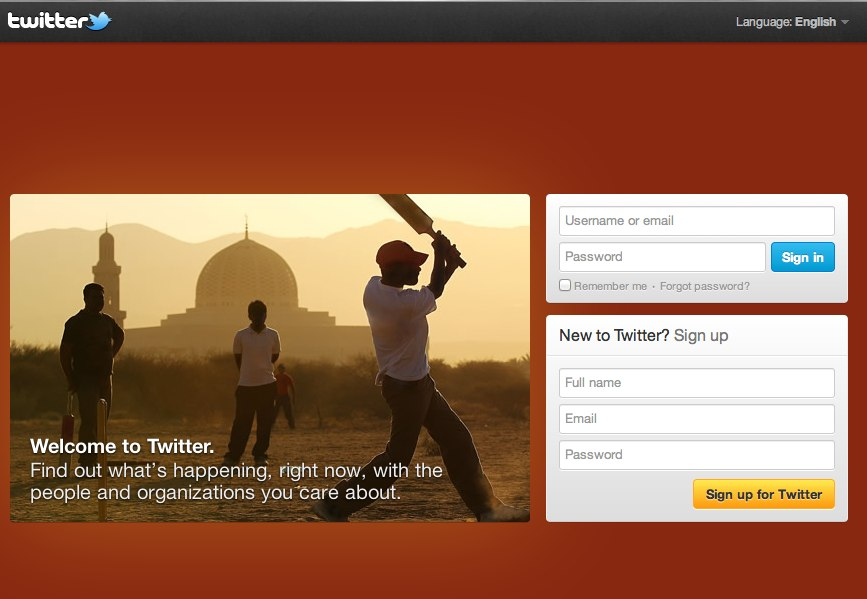 twitter
Language: English
Welcome to Twitter.
Find out what's happening, right now, with the
people and organizations you care about.
Username or email
Password
Sign in
Remember me · Forgot password?
New to Twitter? Sign up
Full name
Email
Password
Sign up for Twitter